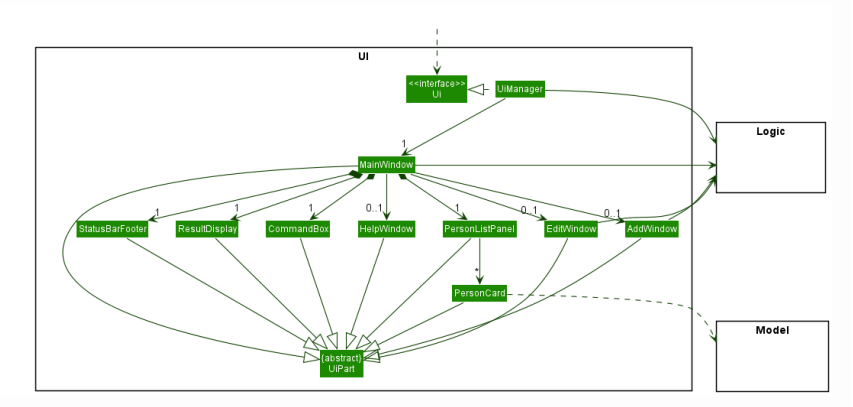 UI
<<interface>>
Ui
UiManager
Logic
1
MainWindow
1
1
1
0..1
1
0..1
0..1
StatusBarFooter
ResultDisplay
CommandBox
HelpWindow
PersonListPanel
EditWindow
AddWindow
*
PersonCard
Model
{abstract}
UiPart